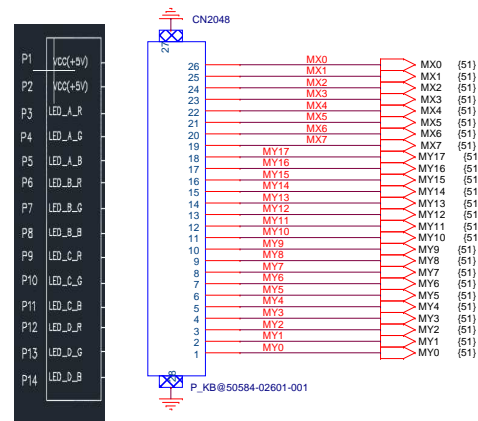 P1 VCC(+5V)
P2 VCC(+5V)
P3 LED_A_R
P4 LED_A_G
P5 LED_A_B
P6 LED_B_R
P7 LED_B_G
P8 LED_B_B
P9 LED_C_R
P10 LED_C_G
P11 LED_C_B
P12 LED_D_R
P13 LED_D_G
P14 LED_D_B
CN2048
27
26 MX0 MX0 {51}
25 MX1 MX1 {51}
24 MX2 MX2 {51}
23 MX3 MX3 {51}
22 MX4 MX4 {51}
21 MX5 MX5 {51}
20 MX6 MX6 {51}
19 MX7 MX7 {51}
18 MY17 MY17 {51
17 MY16 MY16 {51
16 MY15 MY15 {51
15 MY14 MY14 {51
14 MY13 MY13 {51
13 MY12 MY12 {51
12 MY11 MY11 {51
11 MY10 MY10 {51
10 MY9 MY9 {51}
9 MY8 MY8 {51}
8 MY7 MY7 {51}
7 MY6 MY6 {51}
6 MY5 MY5 {51}
5 MY4 MY4 {51}
4 MY3 MY3 {51}
3 MY2 MY2 {51}
2 MY1 MY1 {51}
1 MY0 MY0 {51}
28
P_KB@50584-02601-001